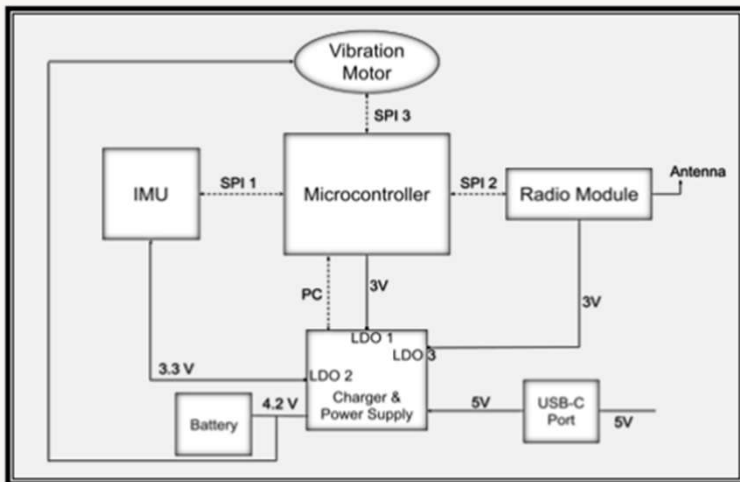 Vibration
Motor
SPI 3
Antenna
IMU
SPI 1
Microcontroller
SPI 2
Radio Module
PC
3V
3V
LDO 1
LDO 3
3.3 V
LDO 2
4.2 V
Charger &
Power Supply
Battery
5V
USB-C
Port
5V